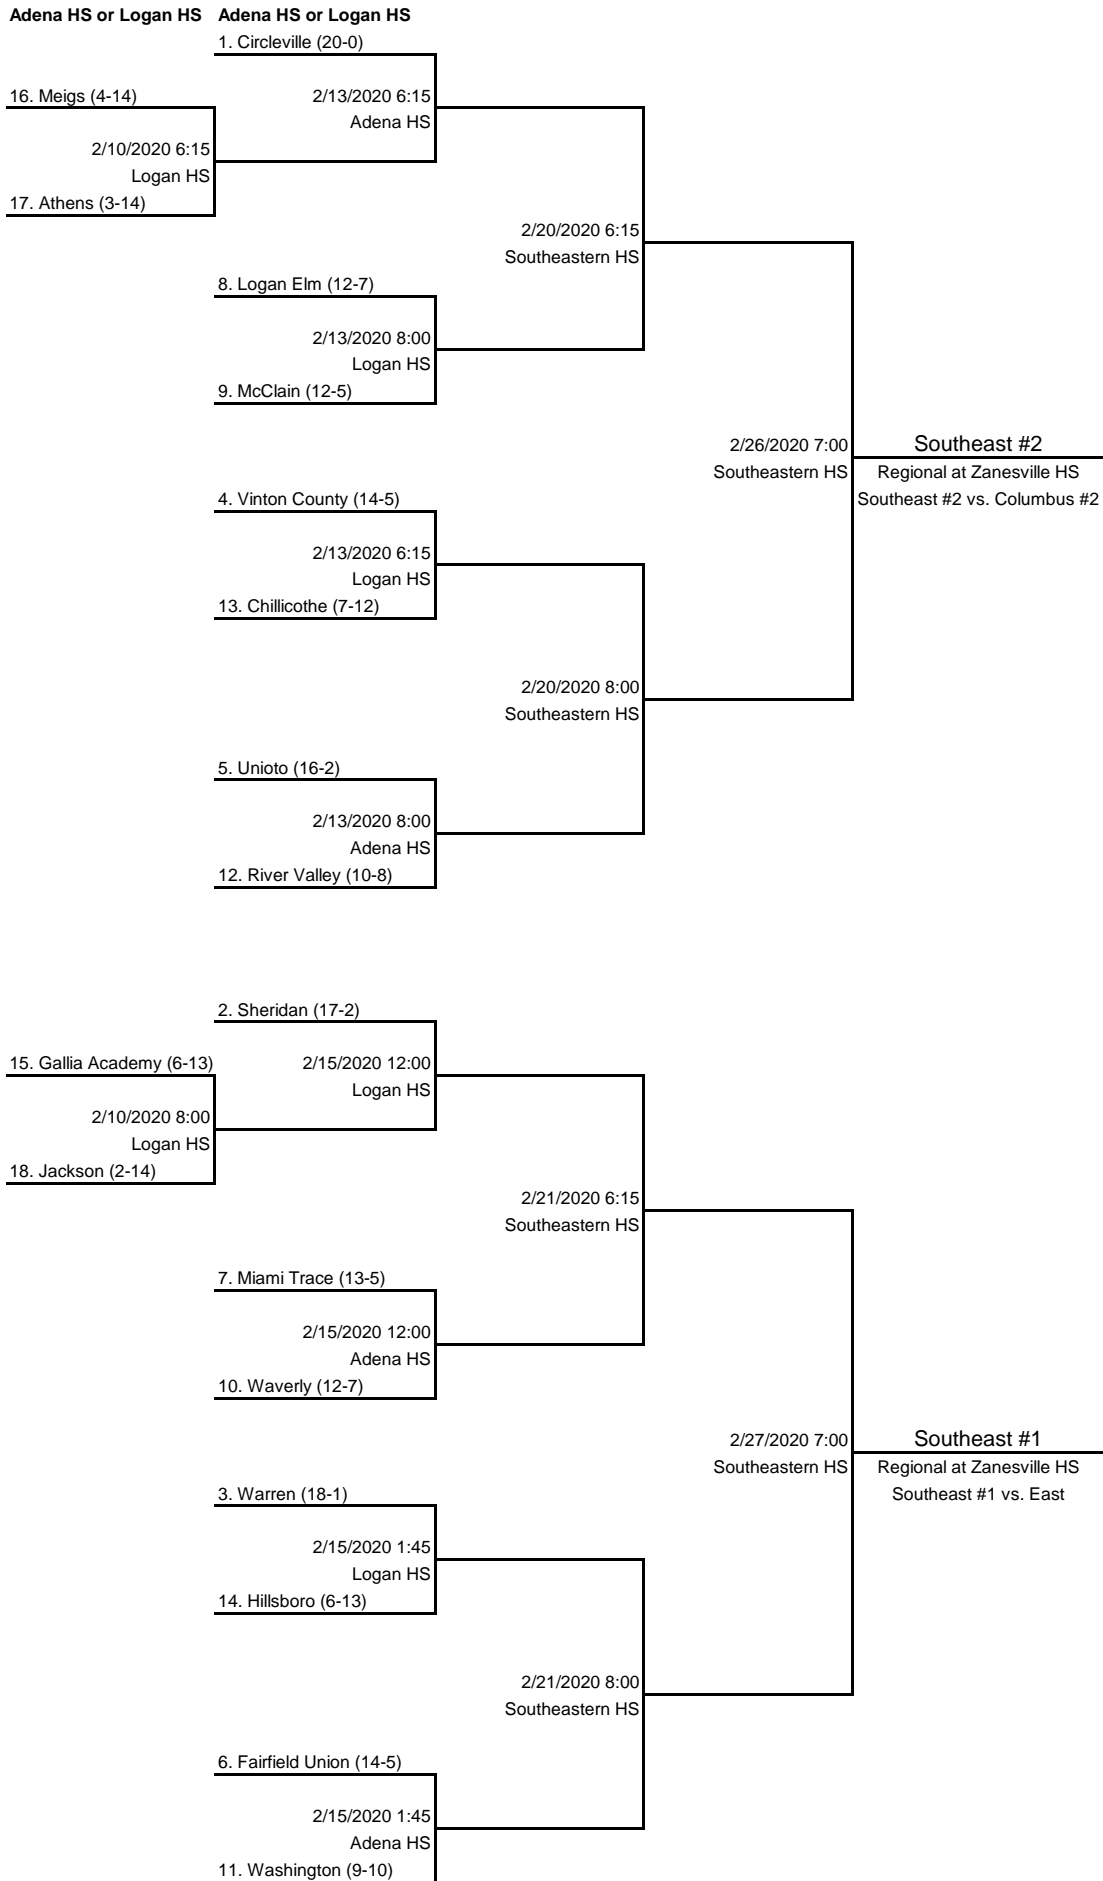 Adena HS or Logan HS Adena HS or Logan HS
1. Circleville (20-0)
16. Meigs (4-14)
2/13/2020 6:15
Adena HS
2/10/2020 6:15
Logan HS
17. Athens (3-14)
2/20/2020 6:15
Southeastern HS
8. Logan Elm (12-7)
2/13/2020 8:00
Logan HS
9. McClain (12-5)
2/26/2020 7:00
Southeastern HS
Southeast #2
Regional at Zanesville HS
Southeast #2 vs. Columbus #2
4. Vinton County (14-5)
2/13/2020 6:15
Logan HS
13. Chillicothe (7-12)
2/20/2020 8:00
Southeastern HS
5. Unioto (16-2)
2/13/2020 8:00
Adena HS
12. River Valley (10-8)
2. Sheridan (17-2)
15. Gallia Academy (6-13)
2/15/2020 12:00
Logan HS
2/10/2020 8:00
Logan HS
18. Jackson (2-14)
2/21/2020 6:15
Southeastern HS
7. Miami Trace (13-5)
2/15/2020 12:00
Adena HS
10. Waverly (12-7)
2/27/2020 7:00
Southeastern HS
Southeast #1
Regional at Zanesville HS
Southeast #1 vs. East
3. Warren (18-1)
2/15/2020 1:45
Logan HS
14. Hillsboro (6-13)
2/21/2020 8:00
Southeastern HS
6. Fairfield Union (14-5)
2/15/2020 1:45
Adena HS
11. Washington (9-10)